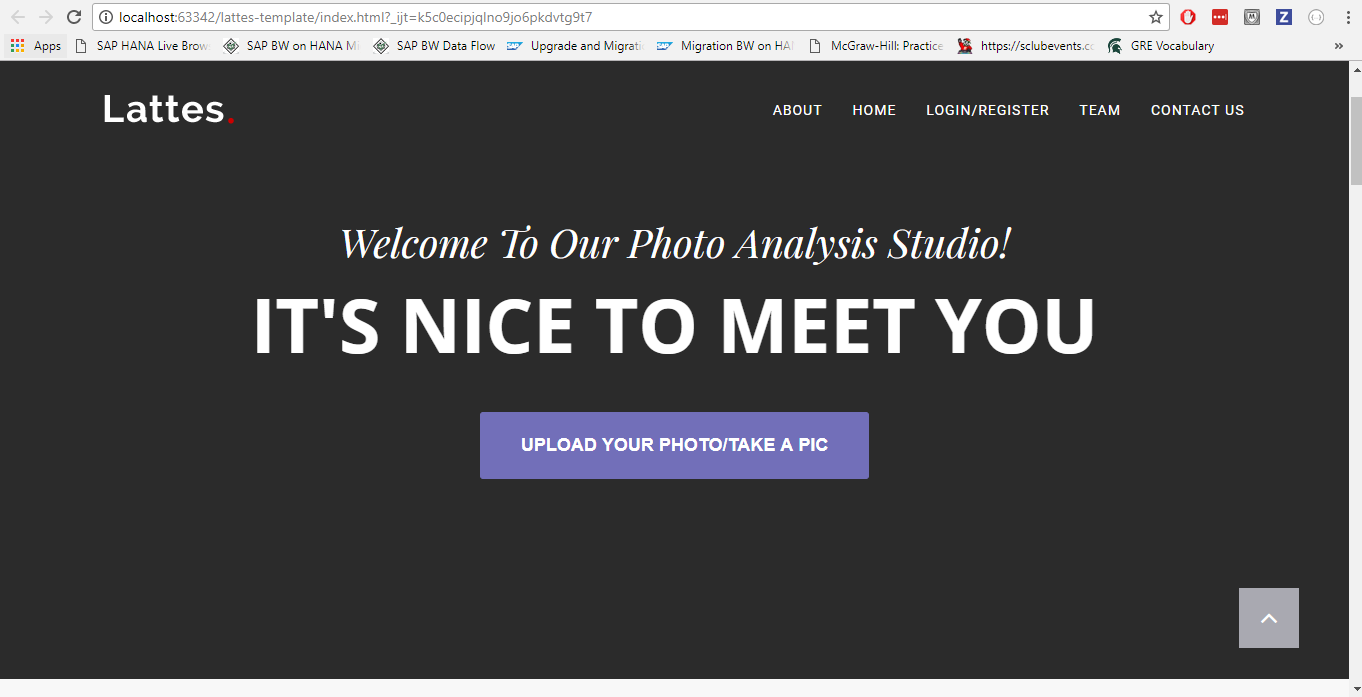 localhost:63342/lattes-template/index.html?_ijt=k5c0ecipjqlno9jo6pkdvtg9t7
Apps SAP HANA Live Brow SAP BW on HANA Mi SAP BW Data Flow Upgrade and Migrati Migration BW on HAN McGraw-Hill: Practice https://sclubevents.co GRE Vocabulary »
Lattes.
ABOUT HOME LOGIN/REGISTER TEAM CONTACT US
Welcome To Our Photo Analysis Studio!
IT'S NICE TO MEET YOU
UPLOAD YOUR PHOTO/TAKE A PIC